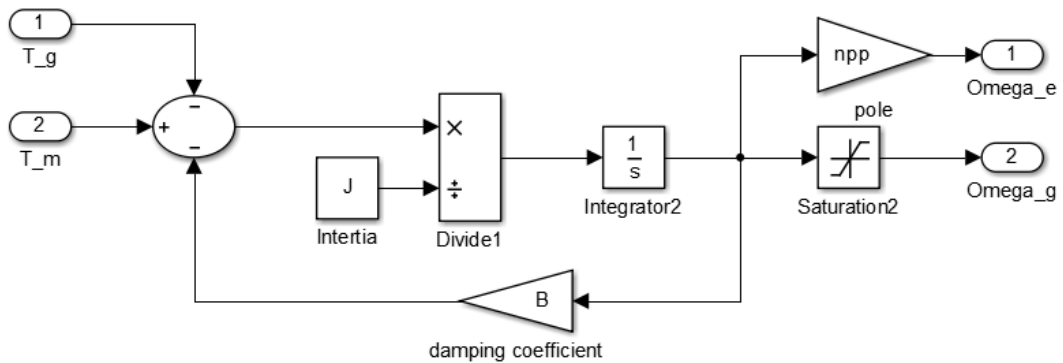 1
T_g
2
T_m
−
+
−
J
Intertia
×
÷
Divide1
1
s
Integrator2
npp
pole
Saturation2
1
Omega_e
2
Omega_g
B
damping coefficient